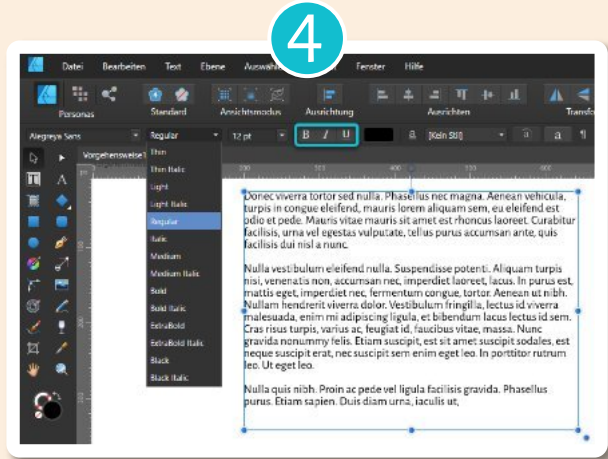 4
Datei Bearbeiten Text Ebene Auswählen Fenster Hilfe
Personas Standard Ansichtsmodus Ausrichtung Ausrichten
Alegreya Sans Regular 12 pt B I U a [Kein Stil] a a ¶
Thin
Thin Italic
Light
Light Italic
Regular
Italic
Medium
Medium Italic
Bold
Bold Italic
ExtraBold
ExtraBold Italic
Black
Black Italic
Donec viverra tortor sed nulla. Phasellus nec magna. Aenean vehicula,
turpis in congue eleifend, mauris lorem aliquam sem, eu eleifend est
odio et pede. Mauris vitae mauris sit amet est rhoncus laoreet. Curabitur
facilisis, urna vel egestas vulputate, tellus purus accumsan ante, quis
facilisis dui nisl a nunc.
Nulla vestibulum eleifend nulla. Suspendisse potenti. Aliquam turpis
nisi, venenatis non, accumsan nec, imperdiet laoreet, lacus. In purus est,
mattis eget, imperdiet nec, fermentum congue, tortor. Aenean ut nibh.
Nullam hendrerit viverra dolor. Vestibulum fringilla, lectus id viverra
malesuada, enim mi adipiscing ligula, et bibendum lacus lectus id sem.
Cras risus turpis, varius ac, feugiat id, faucibus vitae, massa. Nunc
gravida nonummy felis. Etiam suscipit, est sit amet suscipit sodales, est
neque suscipit erat, nec suscipit sem enim eget leo. In porttitor rutrum
leo. Ut eget leo.
Nulla quis nibh. Proin ac pede vel ligula facilisis gravida. Phasellus
purus. Etiam sapien. Duis diam urna, iaculis ut,